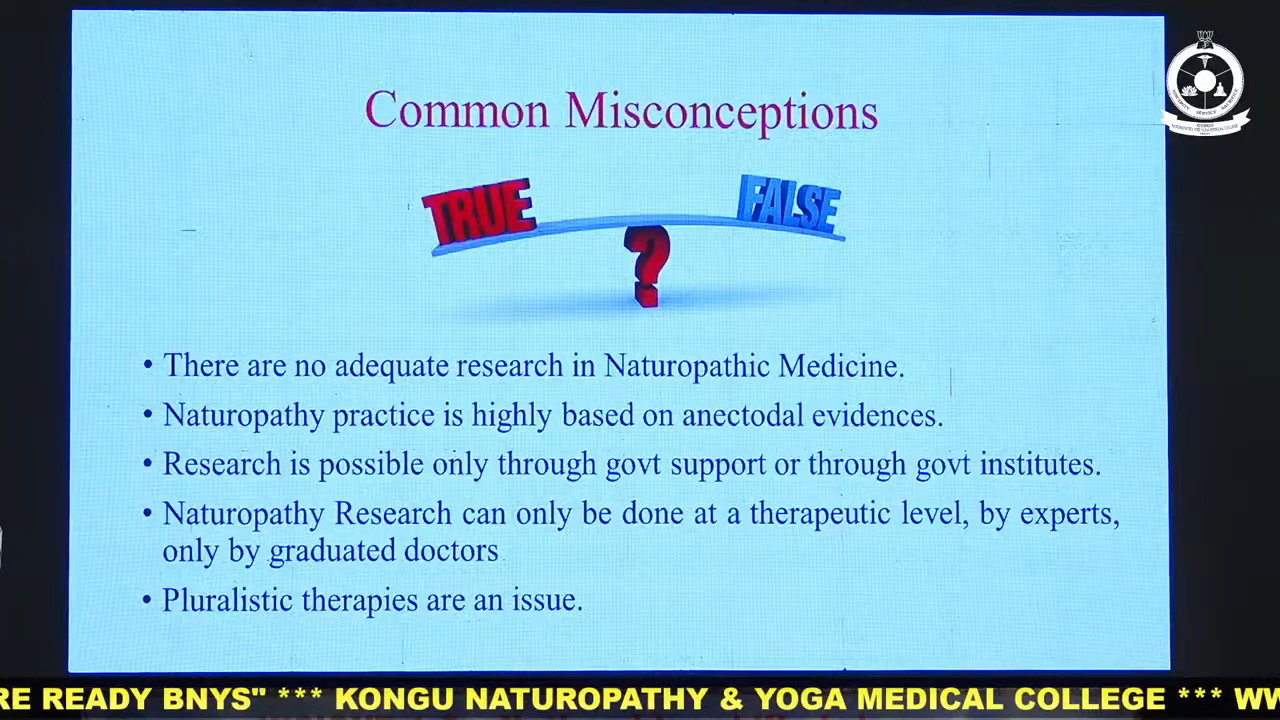 Common Misconceptions
TRUE
FALSE
?
• There are no adequate research in Naturopathic Medicine.
• Naturopathy practice is highly based on anectodal evidences.
• Research is possible only through govt support or through govt institutes.
• Naturopathy Research can only be done at a therapeutic level, by experts,
only by graduated doctors
• Pluralistic therapies are an issue.
RE READY BNYS" *** KONGU NATUROPATHY & YOGA MEDICAL COLLEGE *** WW